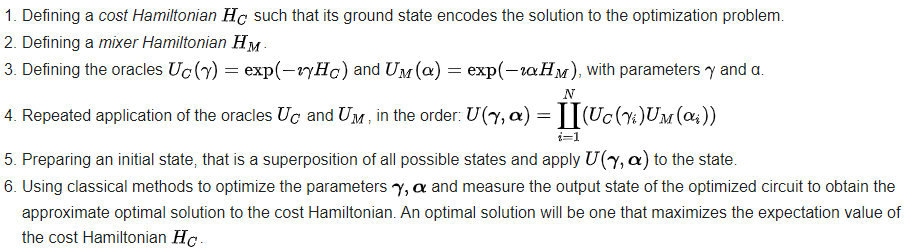 1. Defining a cost Hamiltonian H_C such that its ground state encodes the solution to the optimization problem.
2. Defining a mixer Hamiltonian H_M.
3. Defining the oracles U_C(γ) = exp(−ιγH_C) and U_M(α) = exp(−ιαH_M), with parameters γ and α.
4. Repeated application of the oracles U_C and U_M, in the order: U(γ, α) = ∏_{i=1}^{N}(U_C(γ_i)U_M(α_i))
5. Preparing an initial state, that is a superposition of all possible states and apply U(γ, α) to the state.
6. Using classical methods to optimize the parameters γ, α and measure the output state of the optimized circuit to obtain the
approximate optimal solution to the cost Hamiltonian. An optimal solution will be one that maximizes the expectation value of
the cost Hamiltonian H_C.